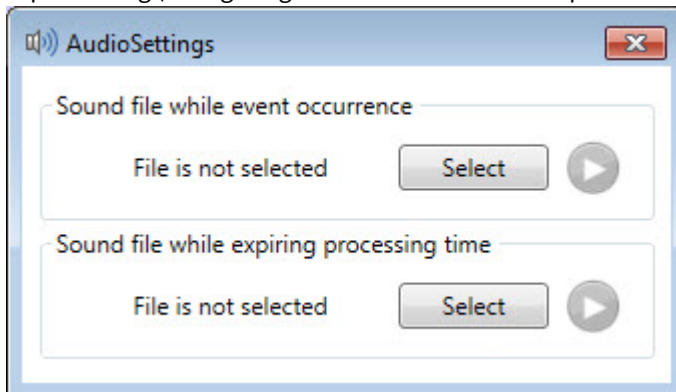 AudioSettings
Sound file while event occurrence
File is not selected
Select
Sound file while expiring processing time
File is not selected
Select